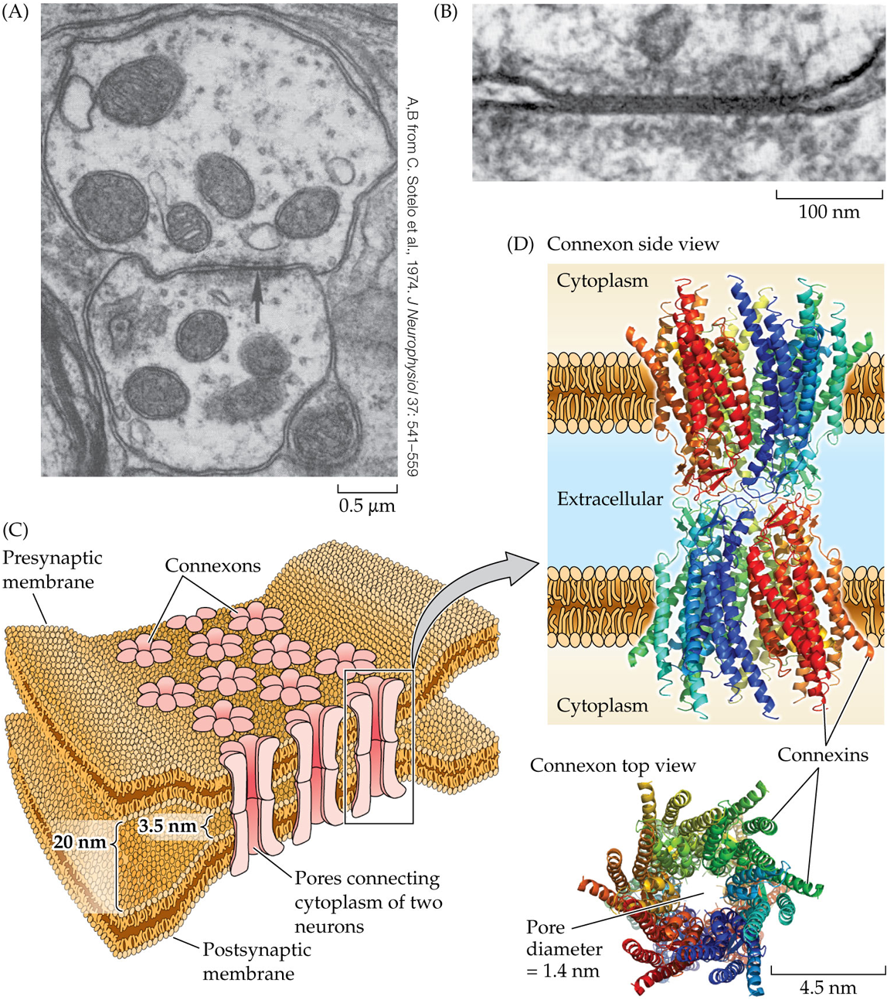 (A)
A,B from C. Sotelo et al., 1974. J Neurophysiol 37: 541–559
0.5 μm
(B)
100 nm
(C)
Presynaptic
membrane
Connexons
20 nm
3.5 nm
Pores connecting
cytoplasm of two
neurons
Postsynaptic
membrane
(D) Connexon side view
Cytoplasm
Extracellular
Cytoplasm
Connexins
Connexon top view
Pore
diameter
= 1.4 nm
4.5 nm